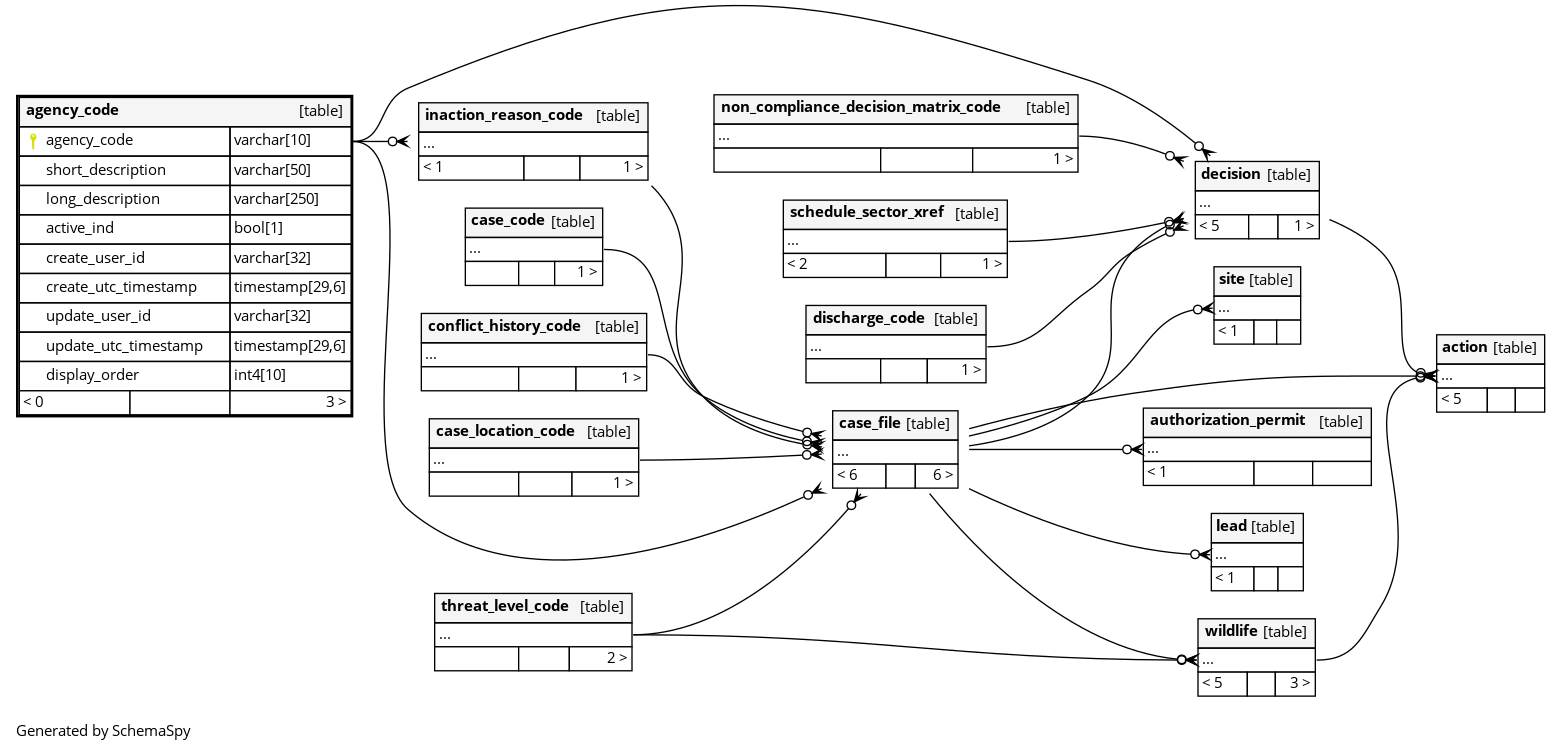 agency_code [table]
agency_code varchar[10]
short_description varchar[50]
long_description varchar[250]
active_ind bool[1]
create_user_id varchar[32]
create_utc_timestamp timestamp[29,6]
update_user_id varchar[32]
update_utc_timestamp timestamp[29,6]
display_order int4[10]
< 0 3 >
inaction_reason_code [table]
...
< 1 1 >
case_code [table]
...
1 >
conflict_history_code [table]
...
1 >
case_location_code [table]
...
1 >
threat_level_code [table]
...
2 >
non_compliance_decision_matrix_code [table]
...
1 >
schedule_sector_xref [table]
...
< 2 1 >
discharge_code [table]
...
1 >
case_file [table]
...
< 6 6 >
decision [table]
...
< 5 1 >
site [table]
...
< 1
authorization_permit [table]
...
< 1
lead [table]
...
< 1
wildlife [table]
...
< 5 3 >
action [table]
...
< 5
Generated by SchemaSpy